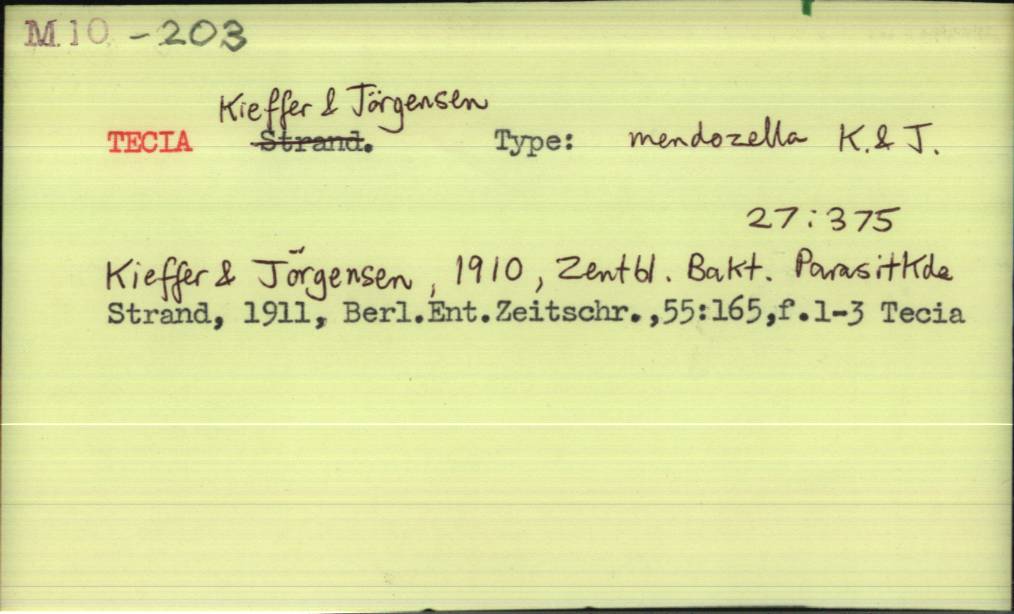 M 10 - 203
Kieffer & Jörgensen
TECIA Strand. Type: mendozella K. & J.
27:375
Kieffer & Jörgensen, 1910, Zentbl. Bakt. ParasitKde
Strand, 1911, Berl.Ent.Zeitschr.,55:165,f.1-3 Tecia